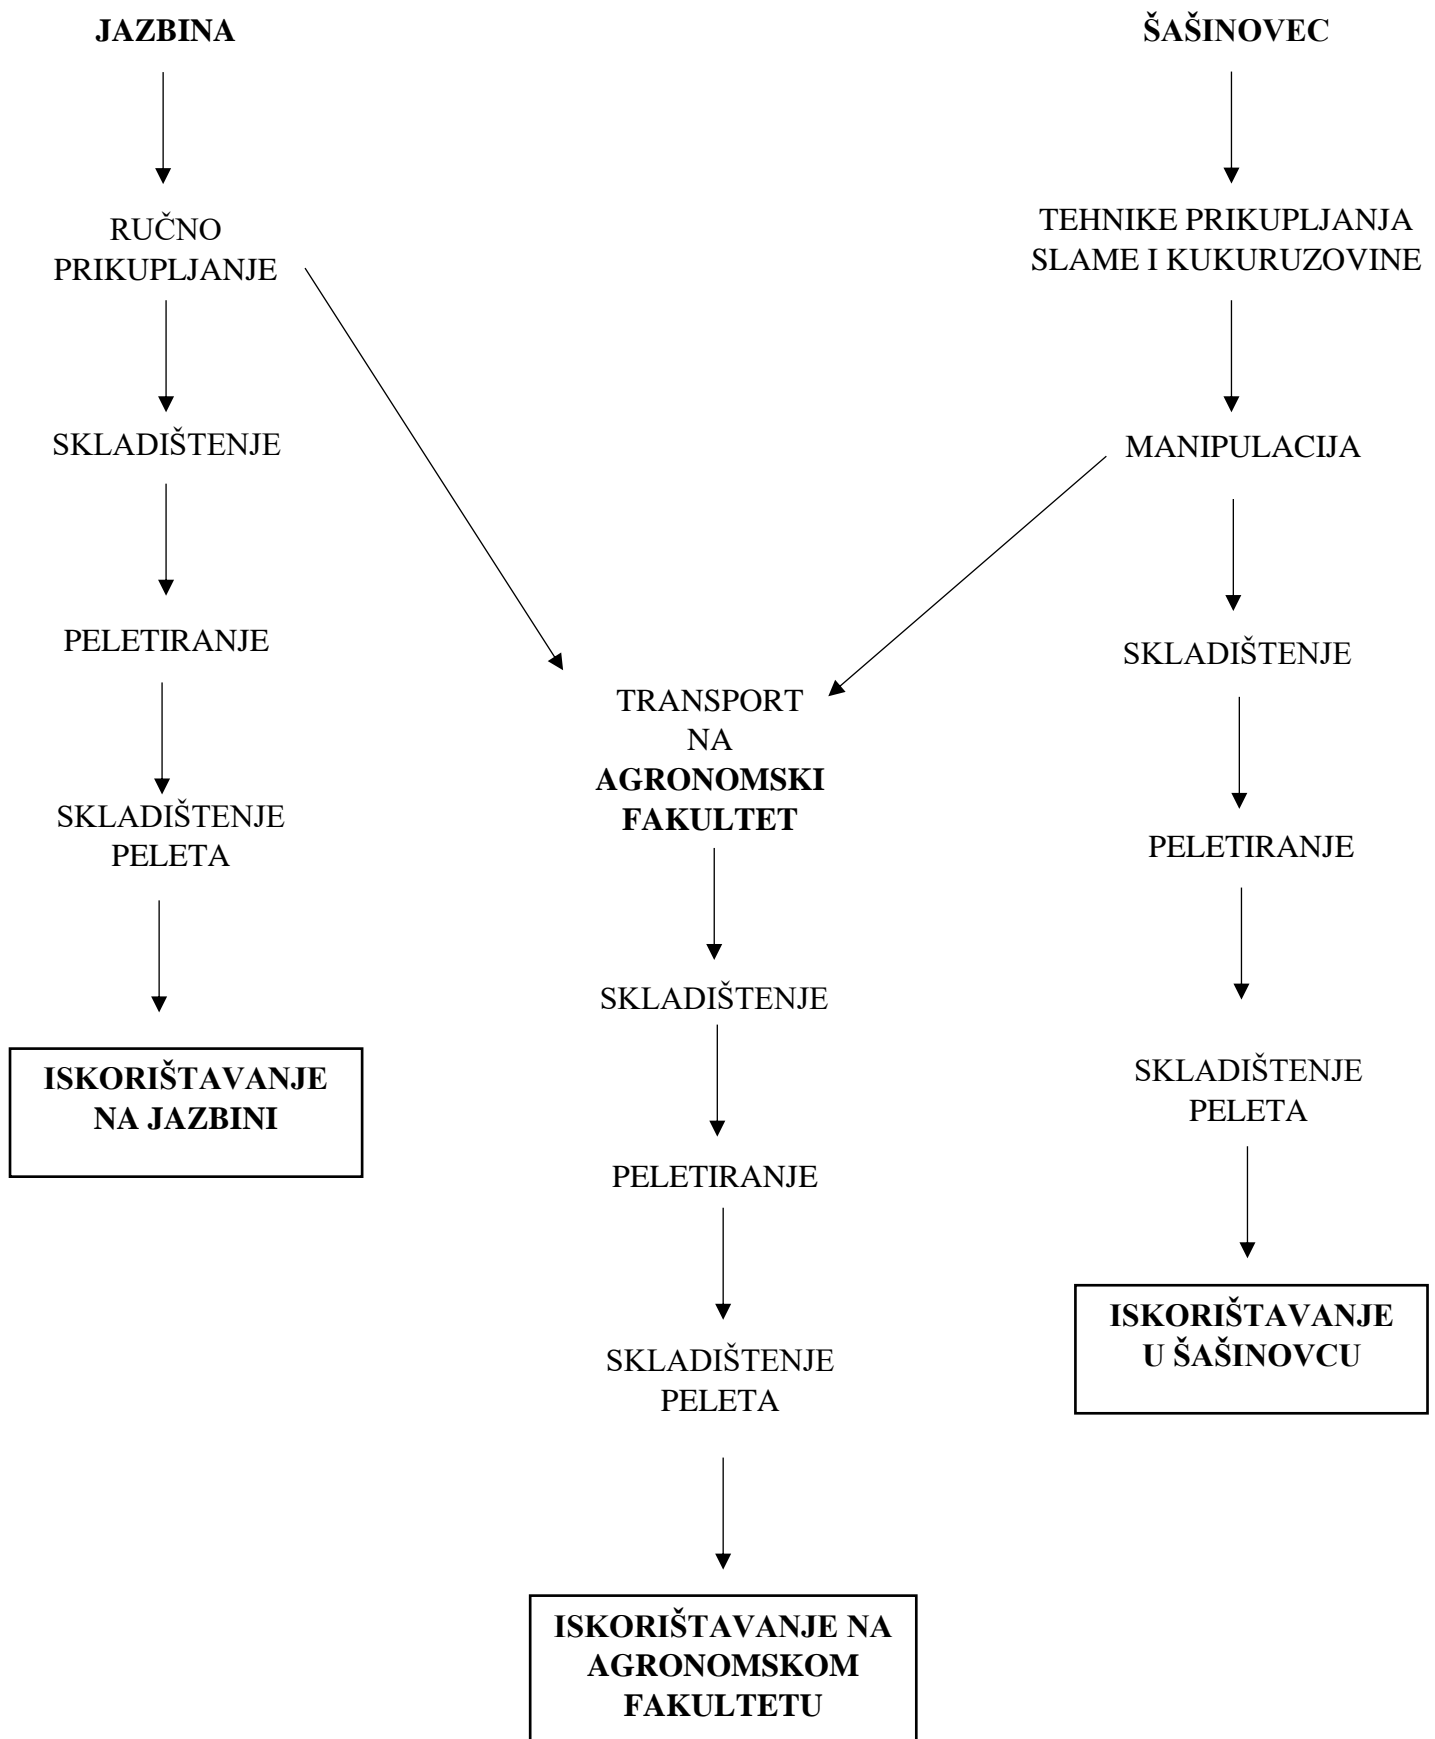 JAZBINA
RUČNO
PRIKUPLJANJE
SKLADIŠTENJE
PELETIRANJE
SKLADIŠTENJE
PELETA
ISKORIŠTAVANJE
NA JAZBINI
TRANSPORT
NA
AGRONOMSKI
FAKULTET
SKLADIŠTENJE
PELETIRANJE
SKLADIŠTENJE
PELETA
ISKORIŠTAVANJE NA
AGRONOMSKOM
FAKULTETU
ŠAŠINOVEC
TEHNIKE PRIKUPLJANJA
SLAME I KUKURUZOVINE
MANIPULACIJA
SKLADIŠTENJE
PELETIRANJE
SKLADIŠTENJE
PELETA
ISKORIŠTAVANJE
U ŠAŠINOVCU